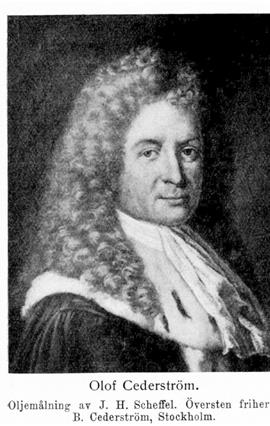 Olof Cederström.
Oljemålning av J. H. Scheffel. Översten friher
B. Cederström, Stockholm.